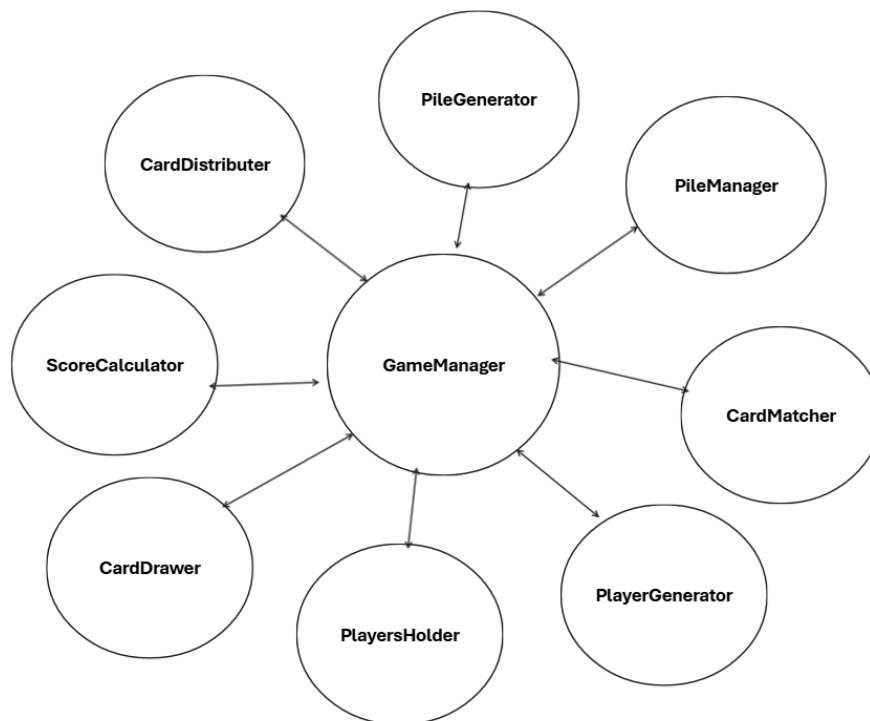 PileGenerator
CardDistributer
PileManager
ScoreCalculator
GameManager
CardMatcher
CardDrawer
PlayerGenerator
PlayersHolder